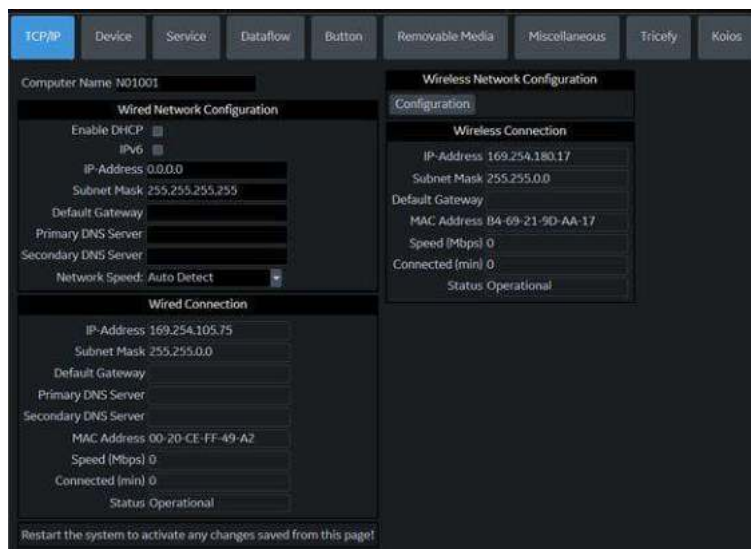 TCP/IP Device Service Dataflow Button Removable Media Miscellaneous Tricefy Koios
Computer Name N01001
Wired Network Configuration
Enable DHCP
IPv6
IP-Address 0.0.0.0
Subnet Mask 255.255.255.255
Default Gateway
Primary DNS Server
Secondary DNS Server
Network Speed: Auto Detect
Wired Connection
IP-Address 169.254.105.75
Subnet Mask 255.255.0.0
Default Gateway
Primary DNS Server
Secondary DNS Server
MAC Address 00-20-CE-FF-49-A2
Speed (Mbps) 0
Connected (min) 0
Status Operational
Restart the system to activate any changes saved from this page!
Wireless Network Configuration
Configuration
Wireless Connection
IP-Address 169.254.180.17
Subnet Mask 255.255.0.0
Default Gateway
MAC Address B4-69-21-9D-AA-17
Speed (Mbps) 0
Connected (min) 0
Status Operational